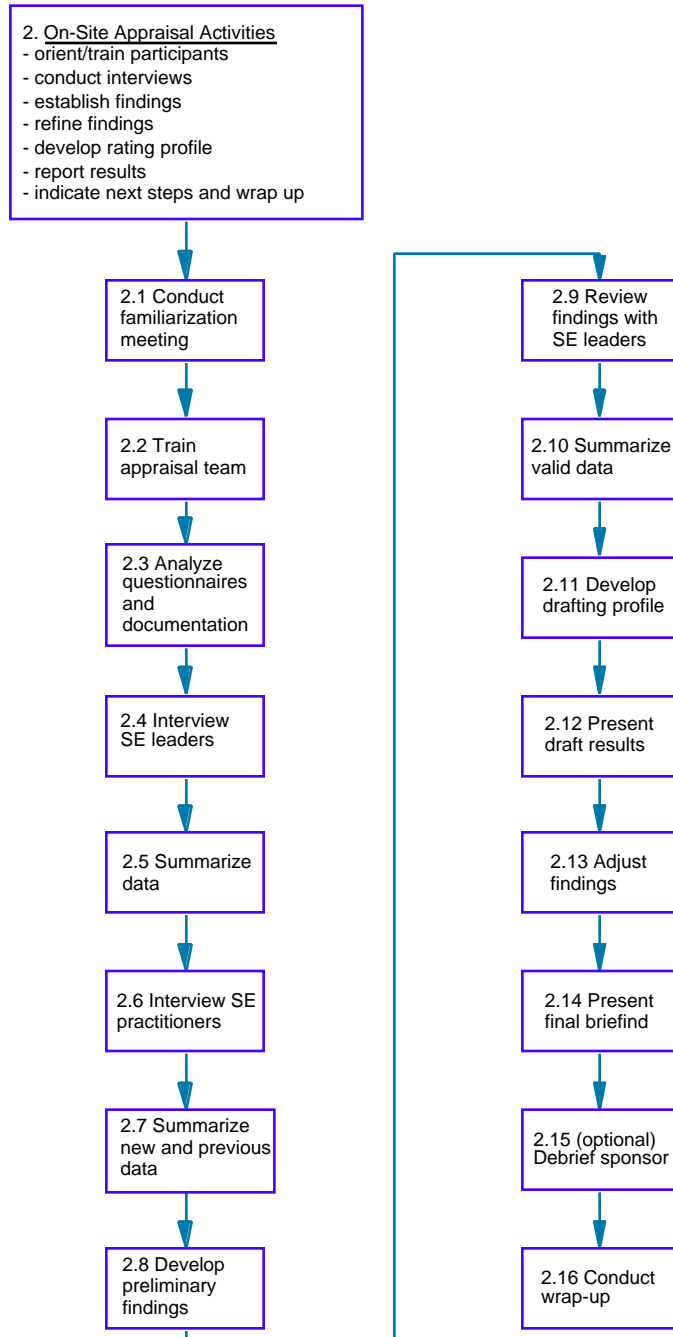 2. On-Site Appraisal Activities
- orient/train participants
- conduct interviews
- establish findings
- refine findings
- develop rating profile
- report results
- indicate next steps and wrap up
2.1 Conduct
familiarization
meeting
2.2 Train
appraisal team
2.3 Analyze
questionnaires
and
documentation
2.4 Interview
SE leaders
2.5 Summarize
data
2.6 Interview SE
practitioners
2.7 Summarize
new and previous
data
2.8 Develop
preliminary
findings
2.9 Review
findings with
SE leaders
2.10 Summarize
valid data
2.11 Develop
drafting profile
2.12 Present
draft results
2.13 Adjust
findings
2.14 Present
final briefind
2.15 (optional)
Debrief sponsor
2.16 Conduct
wrap-up